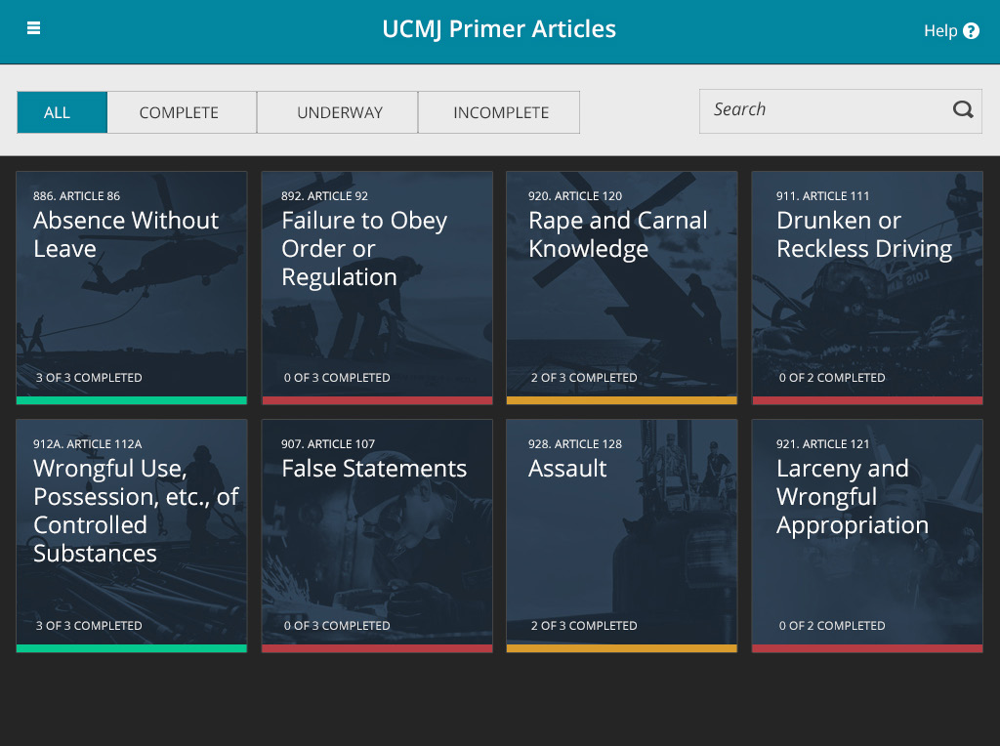 UCMJ Primer Articles
Help ?
ALL
COMPLETE
UNDERWAY
INCOMPLETE
Search
886. ARTICLE 86
Absence Without
Leave
3 OF 3 COMPLETED
892. ARTICLE 92
Failure to Obey
Order or
Regulation
0 OF 3 COMPLETED
920. ARTICLE 120
Rape and Carnal
Knowledge
2 OF 3 COMPLETED
911. ARTICLE 111
Drunken or
Reckless Driving
0 OF 2 COMPLETED
912A. ARTICLE 112A
Wrongful Use,
Possession, etc., of
Controlled
Substances
3 OF 3 COMPLETED
907. ARTICLE 107
False Statements
0 OF 3 COMPLETED
928. ARTICLE 128
Assault
2 OF 3 COMPLETED
921. ARTICLE 121
Larceny and
Wrongful
Appropriation
0 OF 2 COMPLETED